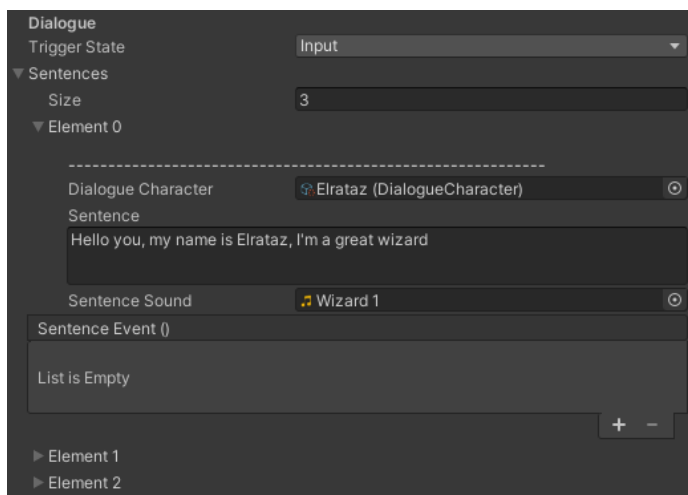 Dialogue
Trigger State Input
Sentences
Size 3
Element 0
------------------------------------------------------------
Dialogue Character Elrataz (DialogueCharacter)
Sentence
Hello you, my name is Elrataz, I'm a great wizard
Sentence Sound Wizard 1
Sentence Event ()
List is Empty
+ −
Element 1
Element 2